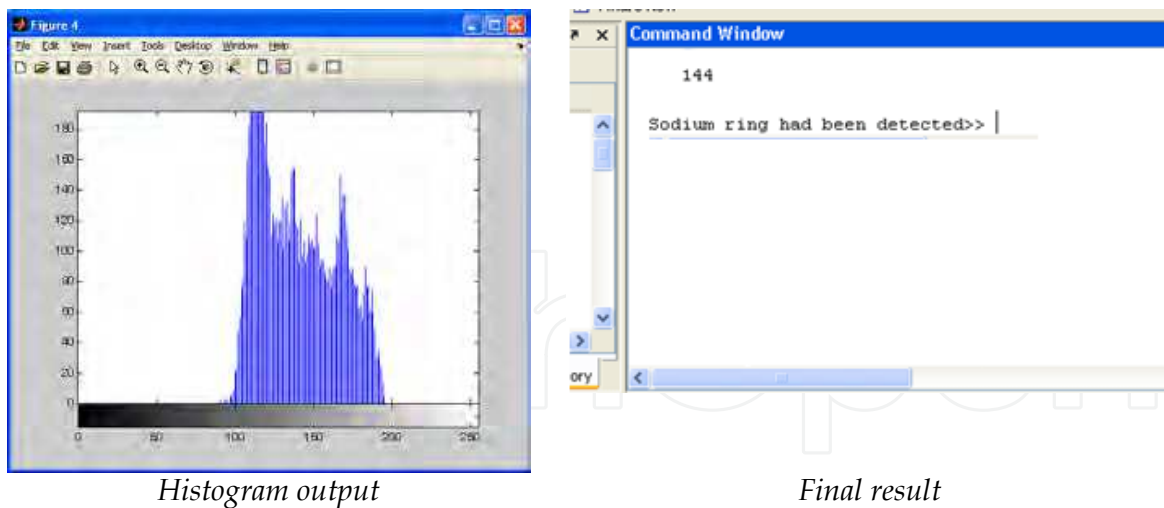 Figure 4
File Edit View Insert Tools Desktop Window Help
180
160
140
120
100
80
60
40
20
0
0 50 100 150 200 250
Histogram output
Command Window
144
Sodium ring had been detected>>
ory
Final result